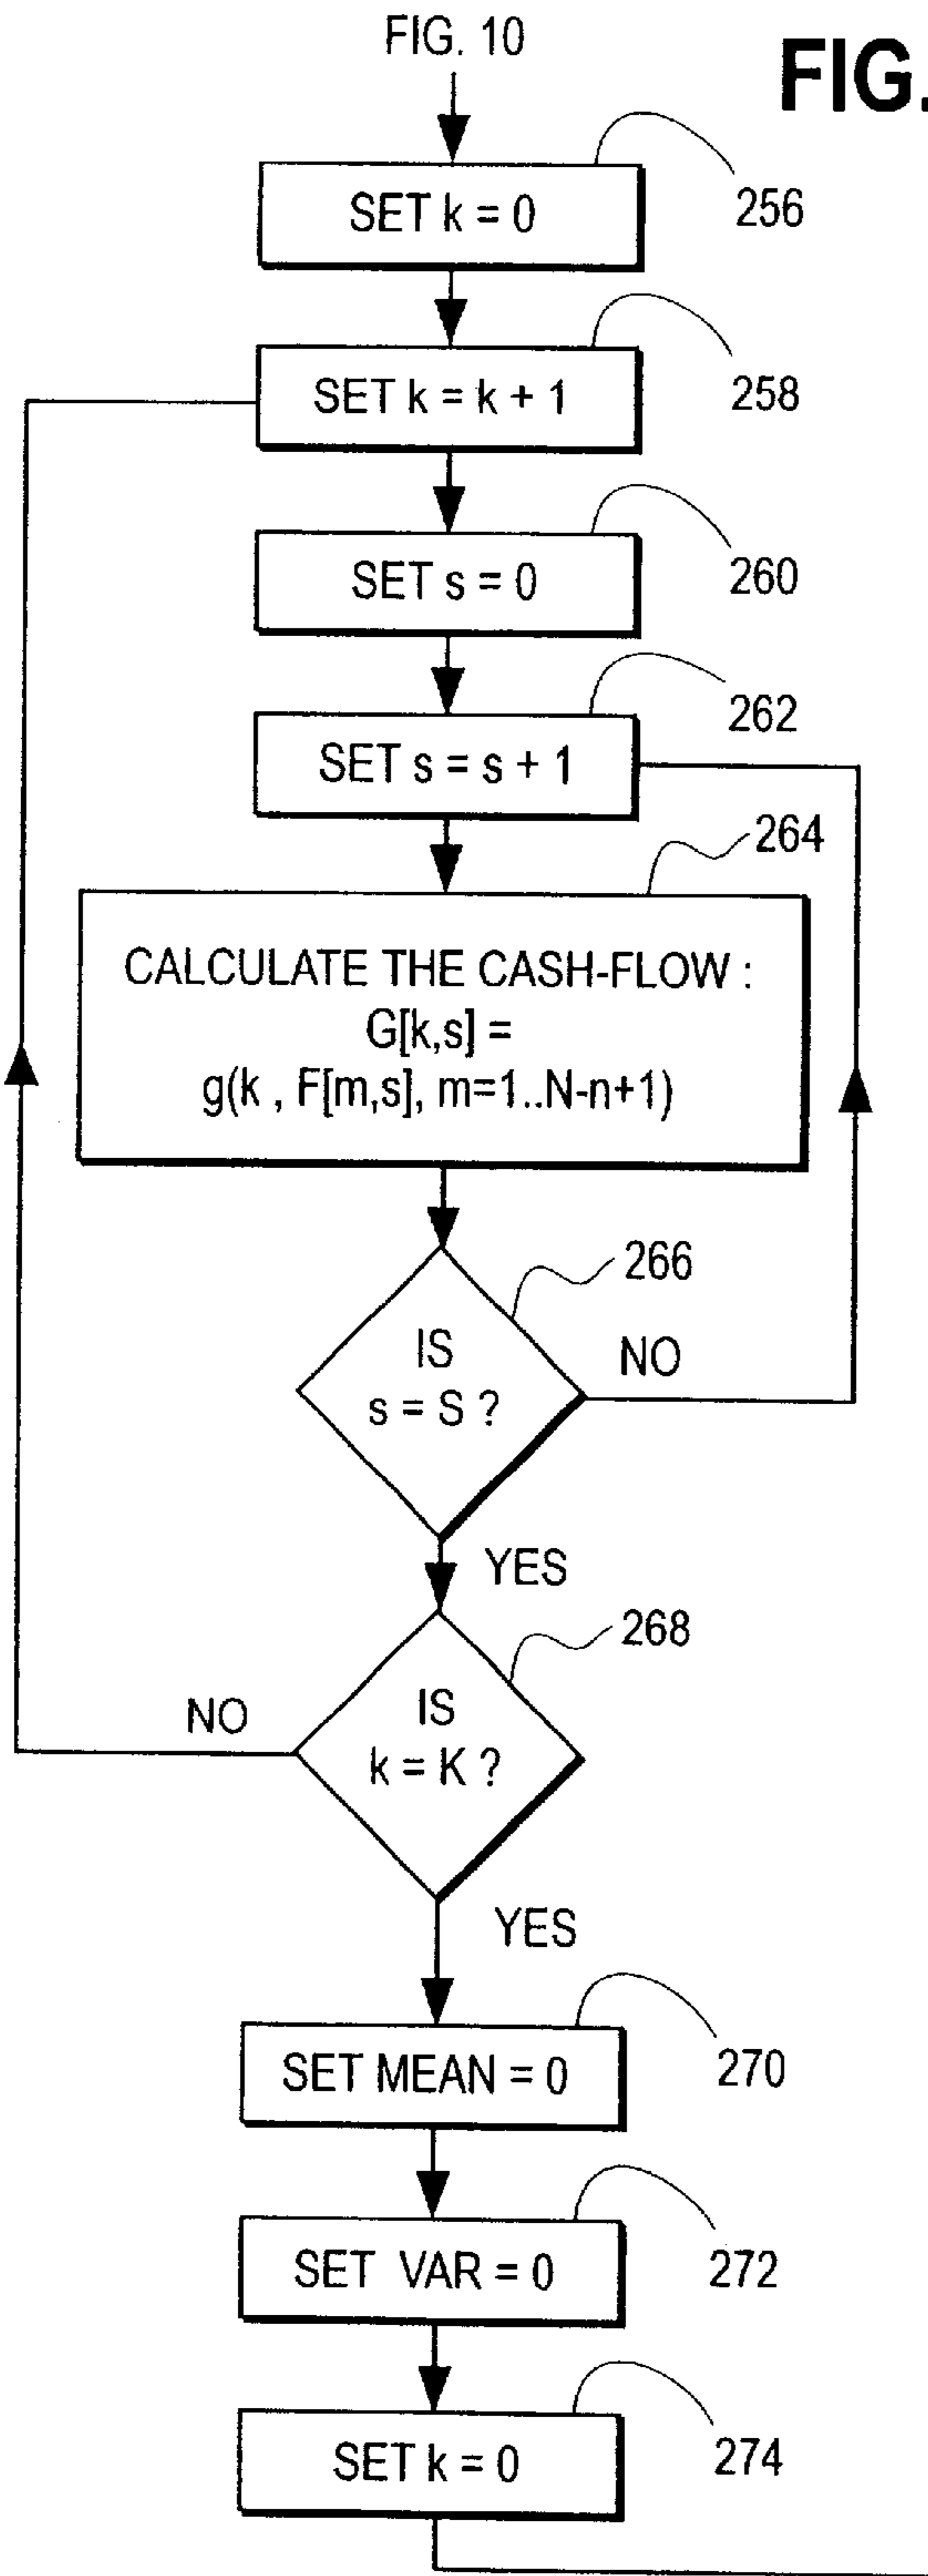 FIG. 10
FIG.
SET k = 0
256
SET k = k + 1
258
SET s = 0
260
SET s = s + 1
262
264
CALCULATE THE CASH-FLOW :
G[k,s] =
g(k , F[m,s], m=1..N-n+1)
266
IS
s = S ?
NO
YES
268
IS
k = K ?
NO
YES
SET MEAN = 0
270
SET VAR = 0
272
SET k = 0
274